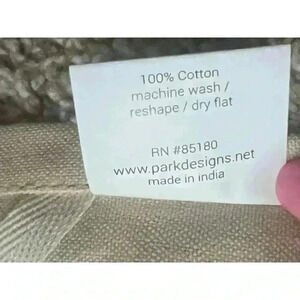 100% Cotton
machine wash /
reshape / dry flat
RN #85180
www.parkdesigns.net
made in india